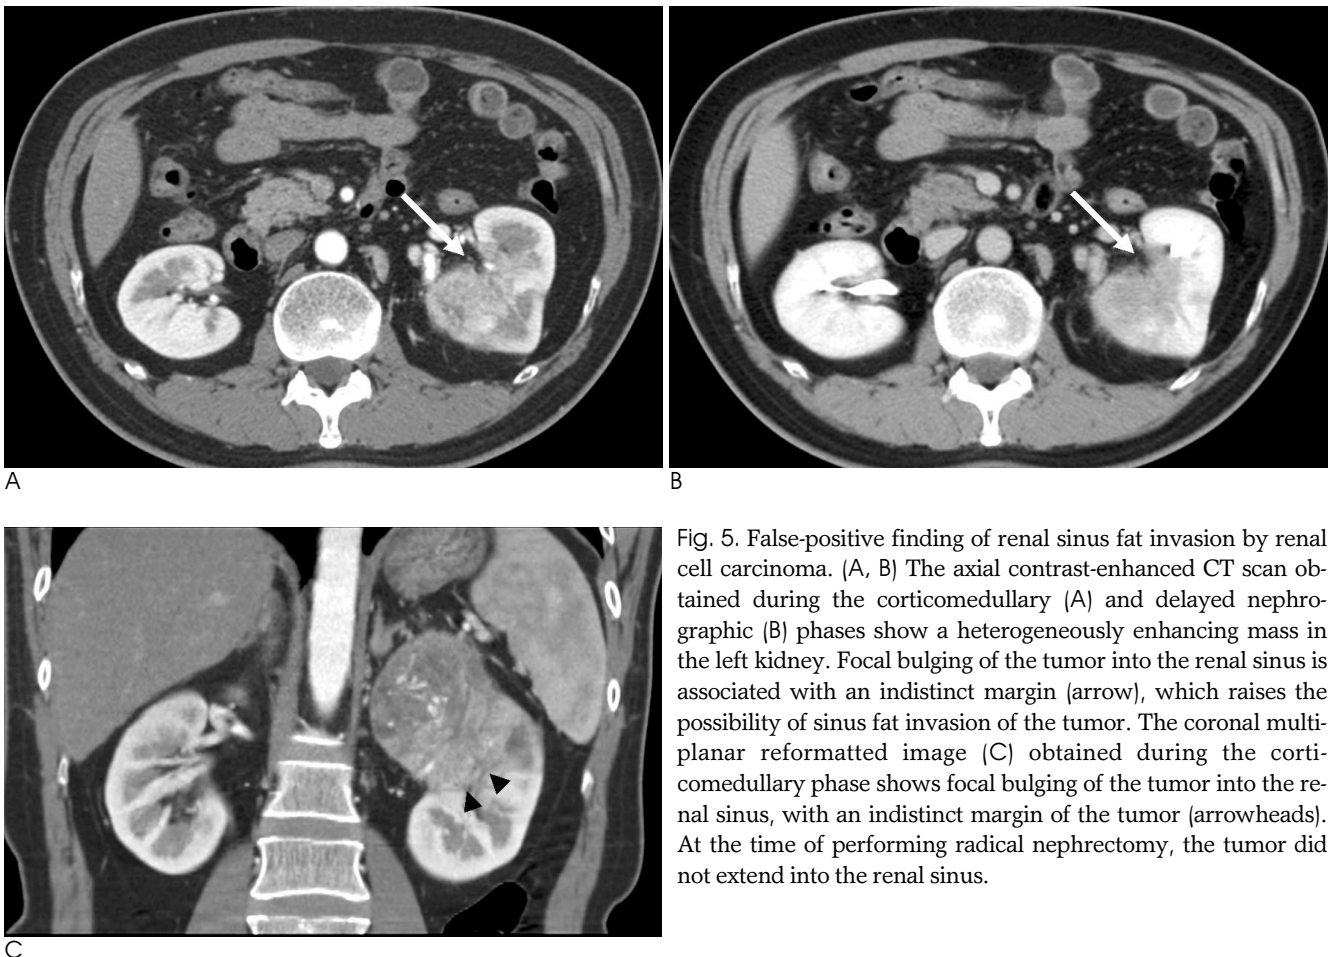 A
B
Fig. 5. False-positive finding of renal sinus fat invasion by renal
cell carcinoma. (A, B) The axial contrast-enhanced CT scan ob-
tained during the corticomedullary (A) and delayed nephro-
graphic (B) phases show a heterogeneously enhancing mass in
the left kidney. Focal bulging of the tumor into the renal sinus is
associated with an indistinct margin (arrow), which raises the
possibility of sinus fat invasion of the tumor. The coronal multi-
planar reformatted image (C) obtained during the corti-
comedullary phase shows focal bulging of the tumor into the re-
nal sinus, with an indistinct margin of the tumor (arrowheads).
At the time of performing radical nephrectomy, the tumor did
not extend into the renal sinus.
C